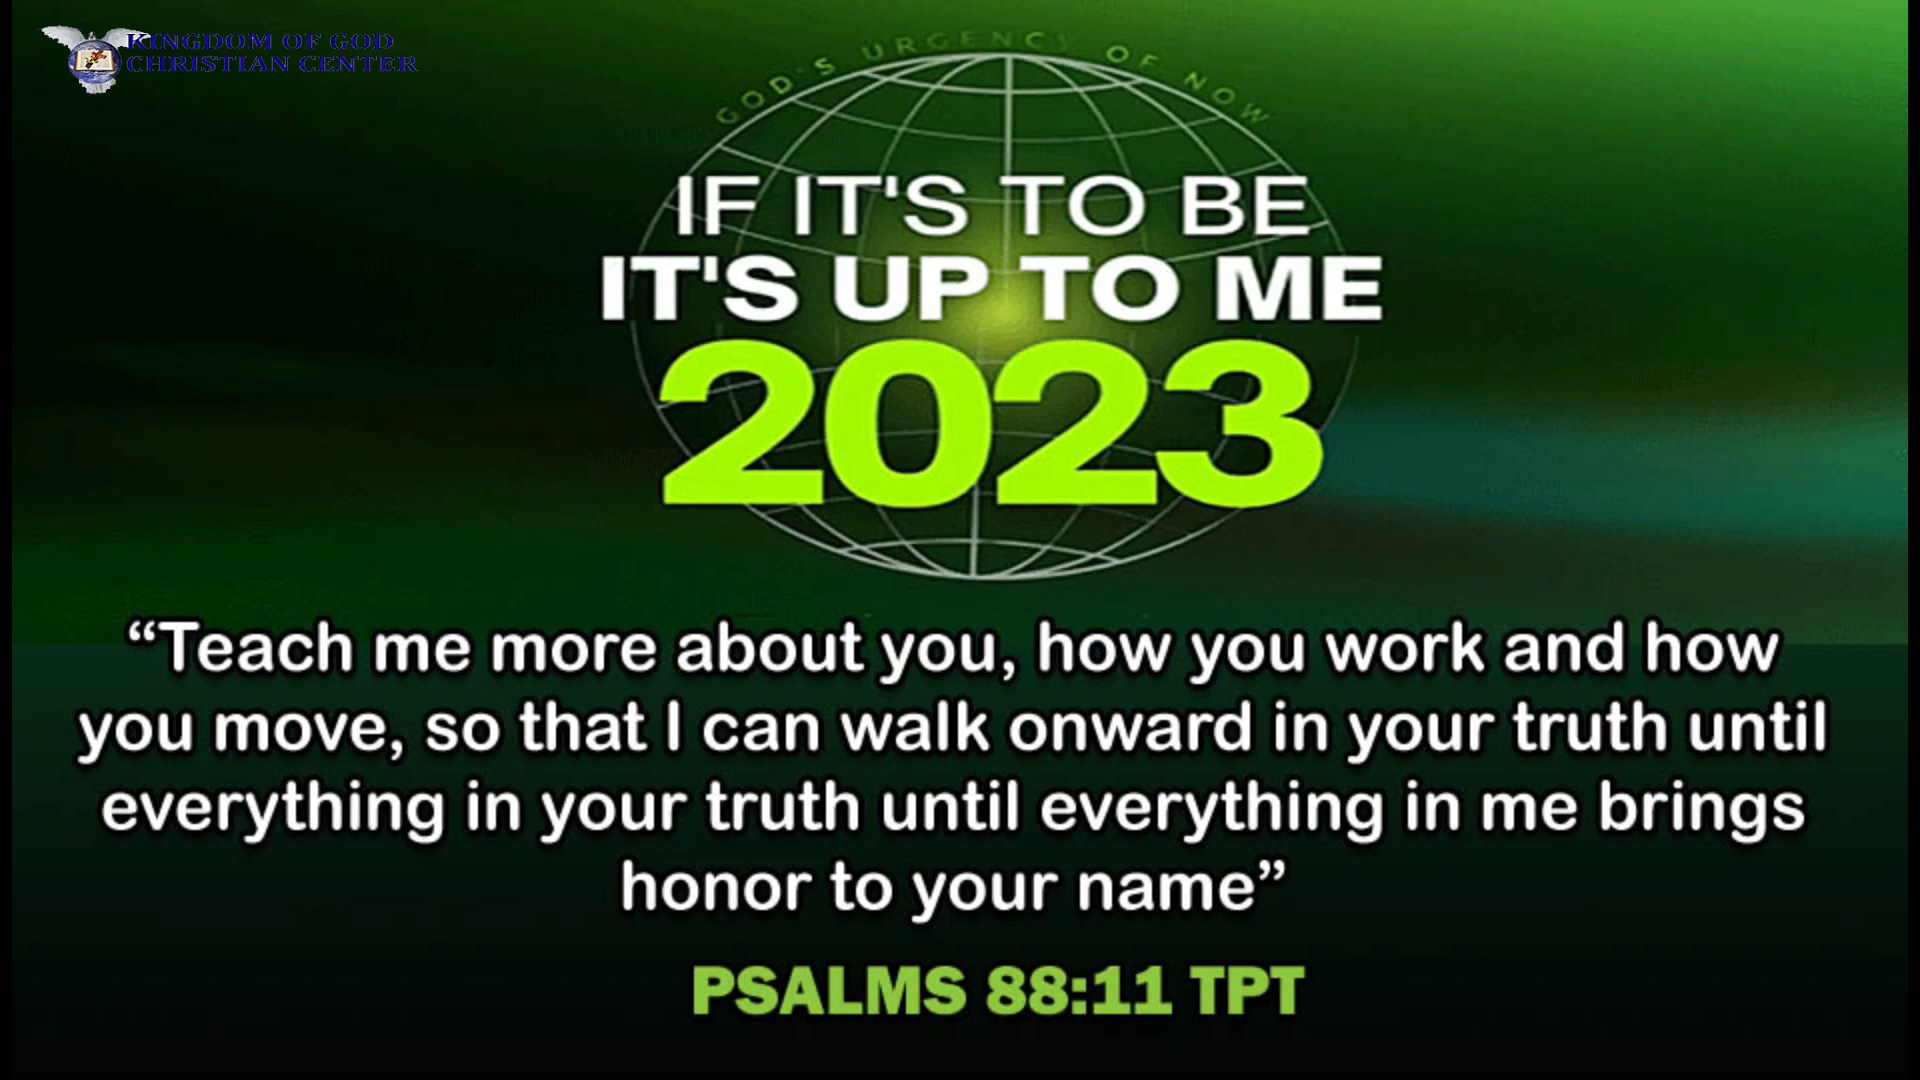 KINGDOM OF GOD
CHRISTIAN CENTER
GOD'S URGENCY OF NOW
IF IT'S TO BE
IT'S UP TO ME
2023
“Teach me more about you, how you work and how
you move, so that I can walk onward in your truth until
everything in your truth until everything in me brings
honor to your name”
PSALMS 88:11 TPT